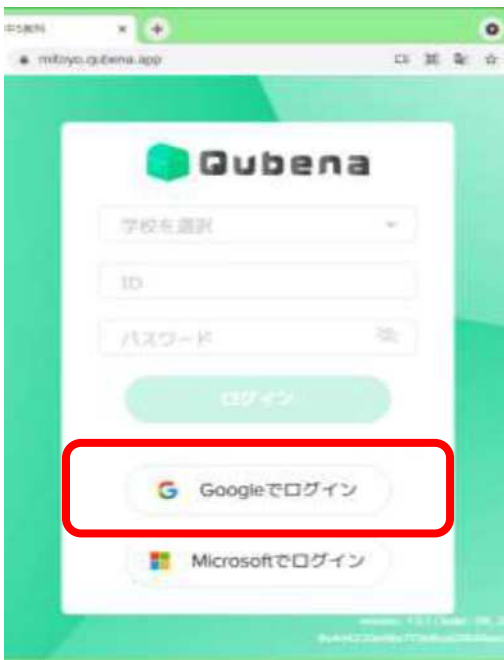 mitoyo.qubena.app
Qubena
学校を選択
ID
パスワード
ログイン
Googleでログイン
Microsoftでログイン